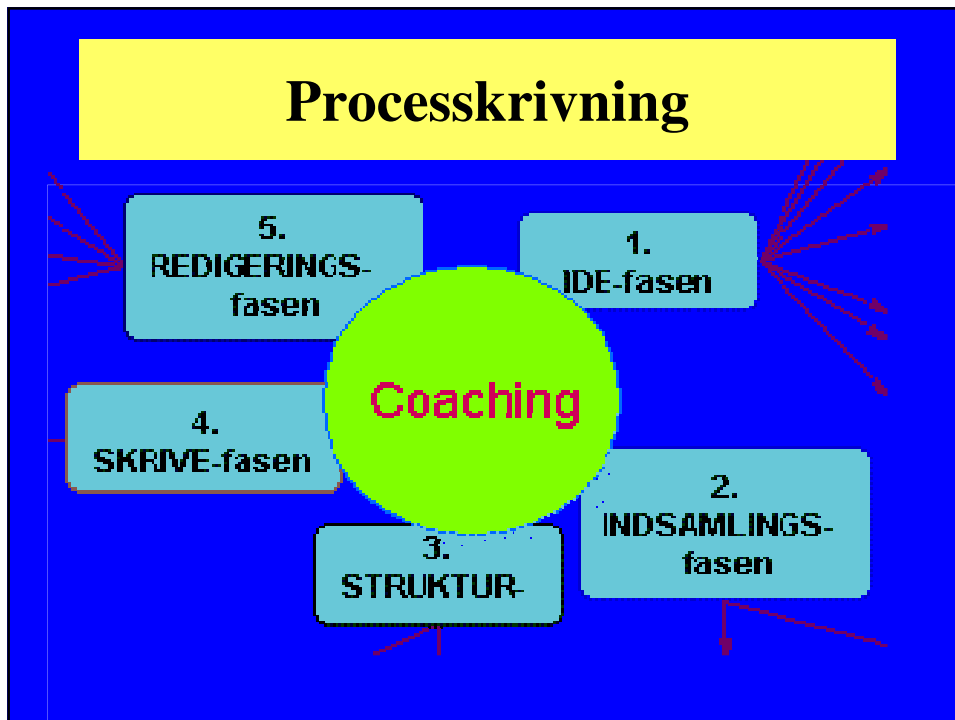 Processkrivning
1.
IDE-fasen
2.
INDSAMLINGS-
fasen
3.
STRUKTUR-
4.
SKRIVE-fasen
5.
REDIGERINGS-
fasen
Coaching